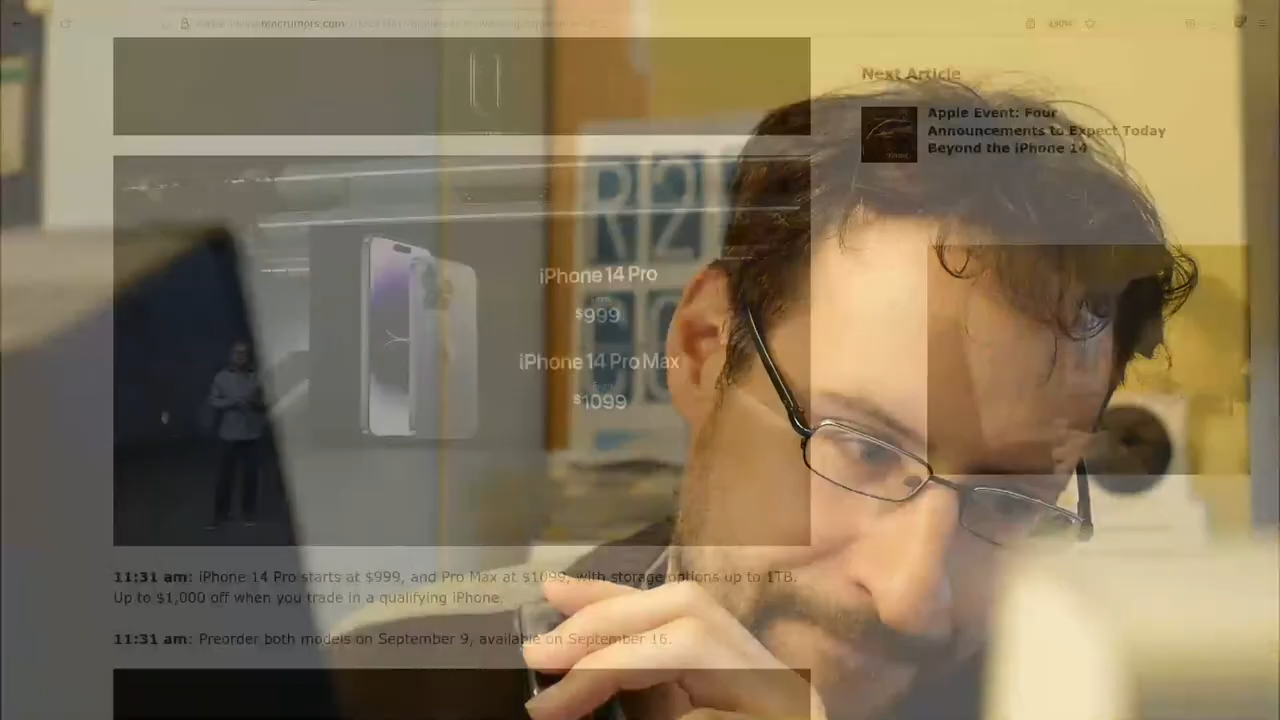 macrumors.com
Next Article
Apple Event: Four
Announcements to Expect Today
Beyond the iPhone 14
R2
iPhone 14 Pro
$999
iPhone 14 Pro Max
$1099
11:31 am: iPhone 14 Pro starts at $999, and Pro Max at $1099, with storage options up to 1TB.
Up to $1,000 off when you trade in a qualifying iPhone.
11:31 am: Preorder both models on September 9, available on September 16.